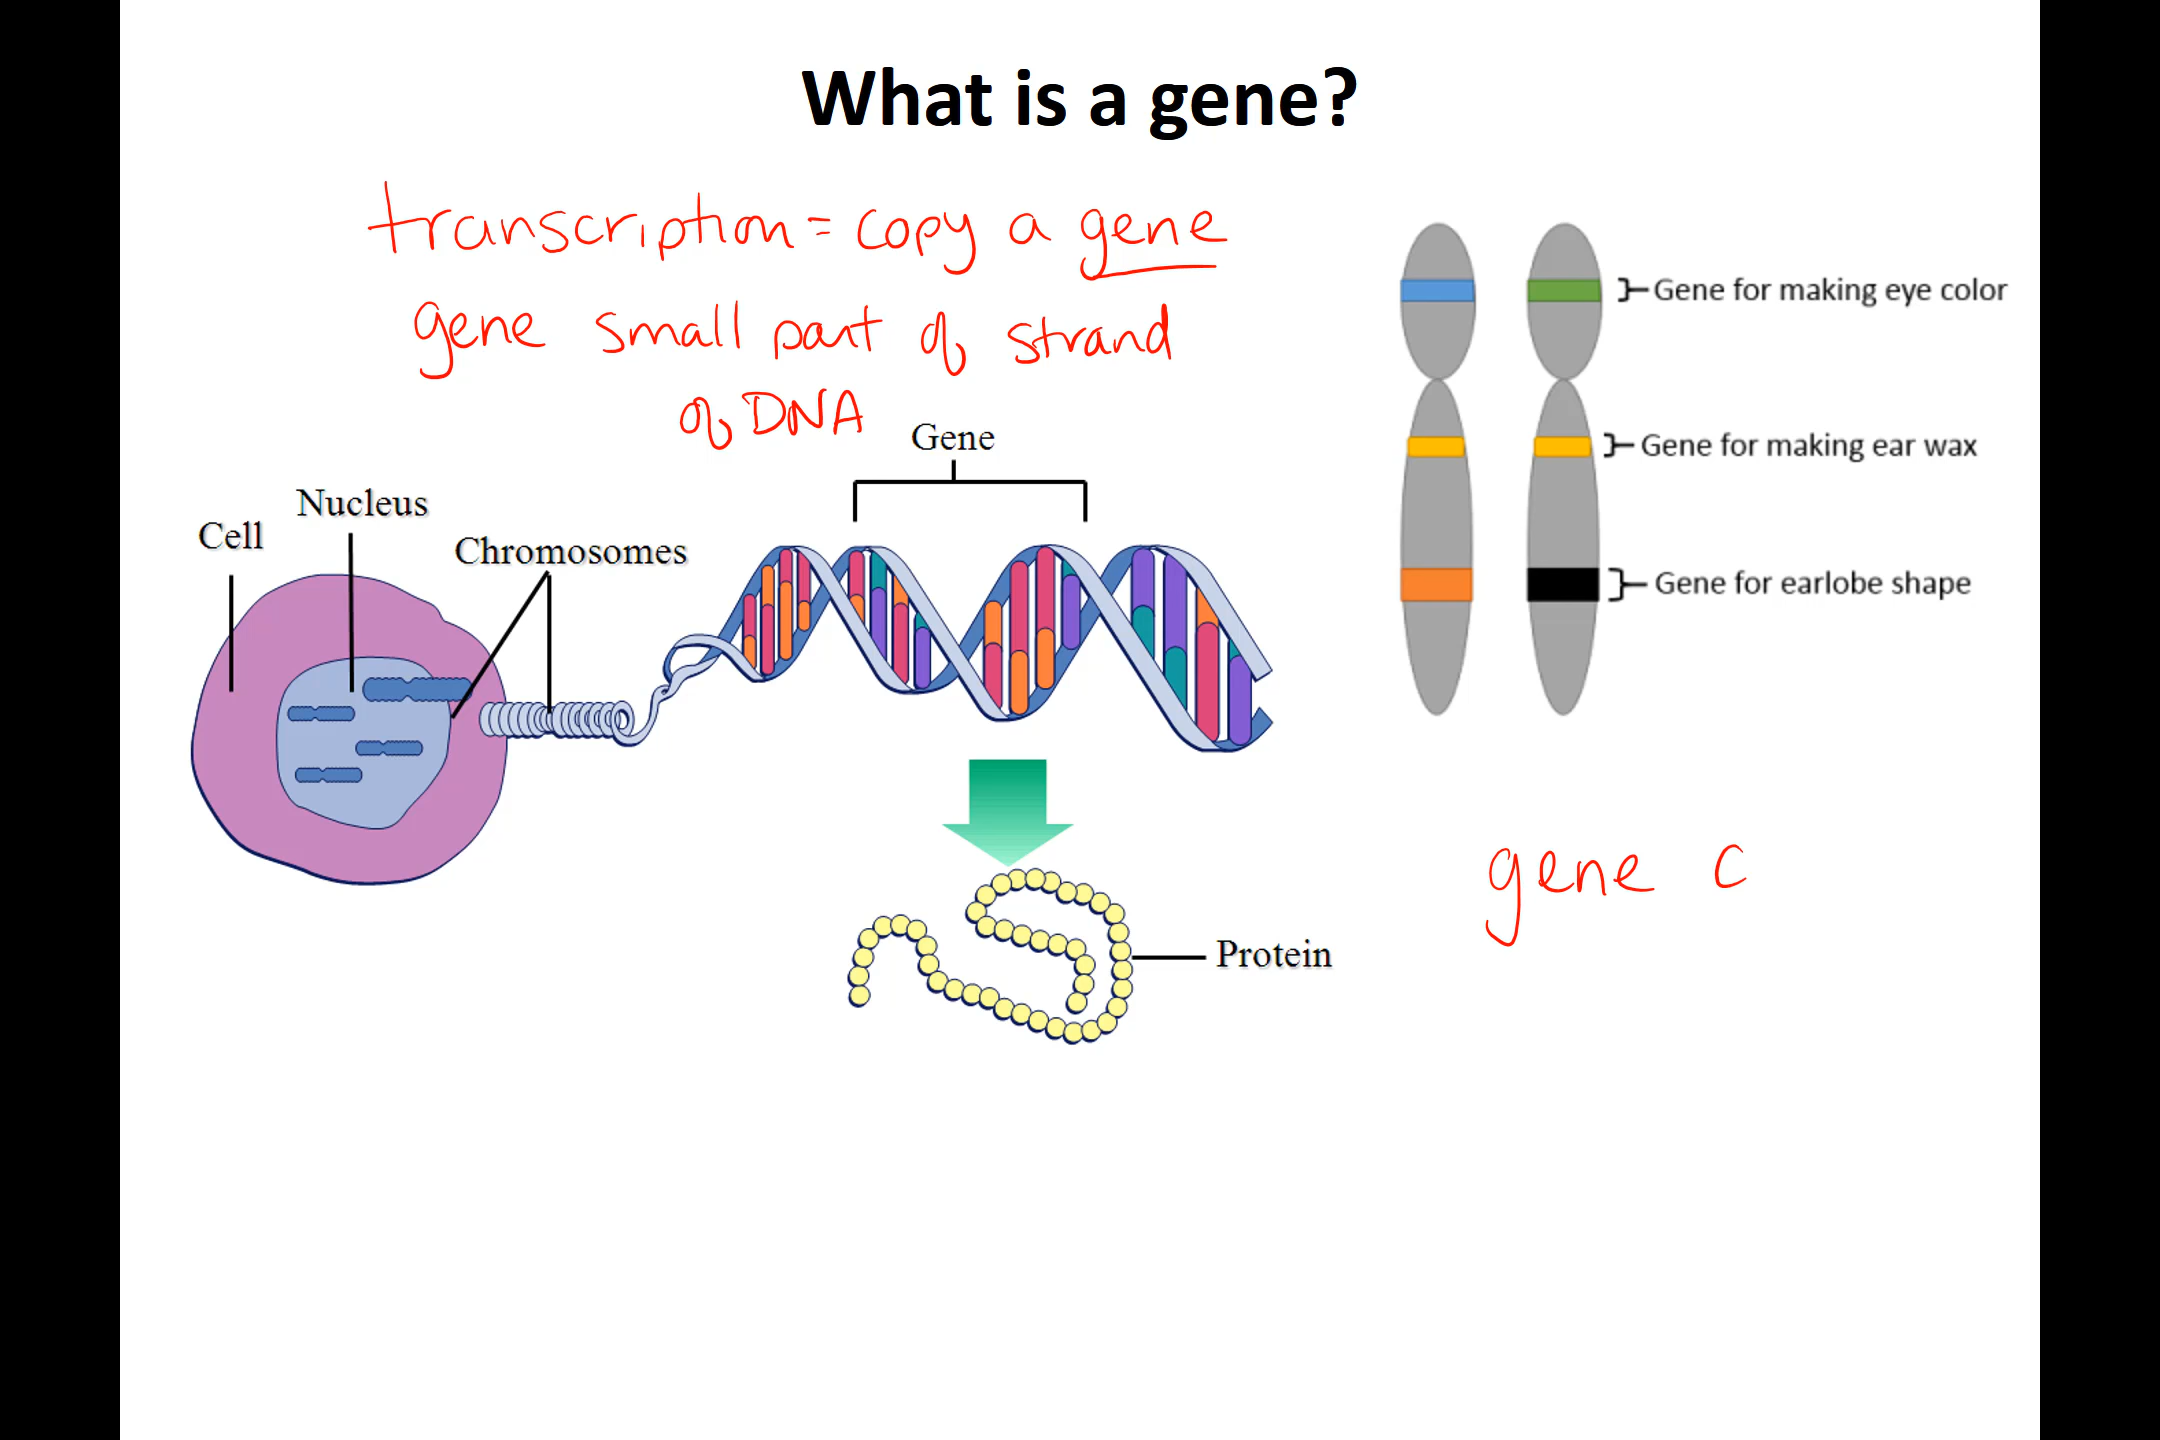 What is a gene?
transcription = copy a gene
gene small part of strand
of DNA
Gene
Nucleus
Cell
Chromosomes
Protein
Gene for making eye color
Gene for making ear wax
Gene for earlobe shape
gene c